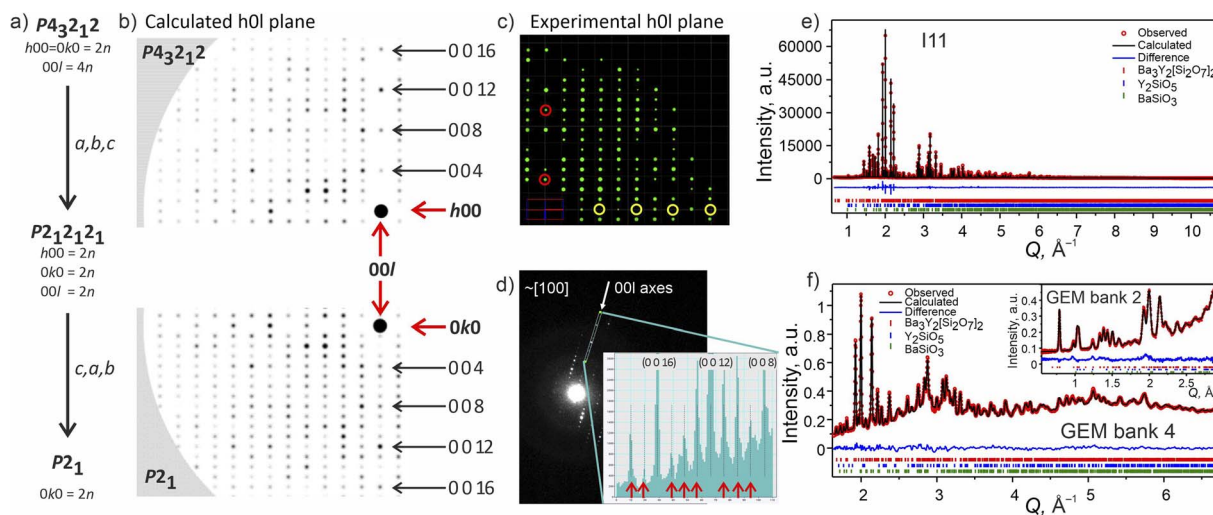 a)
P4₃2₁2
h00=0k0 = 2n
00l = 4n
a,b,c
P2₁2₁2₁
h00 = 2n
0k0 = 2n
00l = 2n
c,a,b
P2₁
0k0 = 2n
b)
Calculated h0l plane
P4₃2₁2
0 0 16
0 0 12
0 0 8
0 0 4
h00
00l
0k0
0 0 4
0 0 8
0 0 12
0 0 16
P2₁
c)
Experimental h0l plane
d)
~[100]
00l axes
(0 0 16)
(0 0 12)
(0 0 8)
e)
I11
Observed
Calculated
Difference
Ba₃Y₂[Si₂O₇]₂
Y₂SiO₅
BaSiO₃
Intensity, a.u.
60000
45000
30000
15000
0
1 2 3 4 5 6 7 8 9 10
Q, Å⁻¹
f)
Observed
Calculated
Difference
Ba₃Y₂[Si₂O₇]₂
Y₂SiO₅
BaSiO₃
Intensity, a.u.
1.2
1
0.8
0.6
0.4
0.2
0
GEM bank 4
2 3 4 5 6 7
Q, Å⁻¹
GEM bank 2
Intensity, a.u.
0.4
0.3
0.2
0.1
0
1 1.5 2.0 2.5
Q, Å